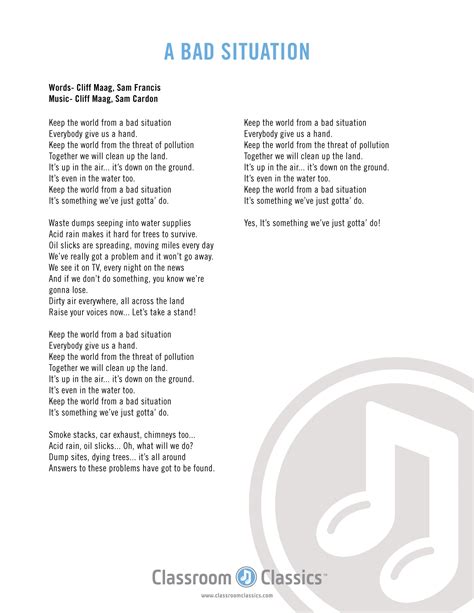 A BAD SITUATION
Words- Cliff Maag, Sam Francis
Music- Cliff Maag, Sam Cardon
Keep the world from a bad situation
Everybody give us a hand.
Keep the world from the threat of pollution
Together we will clean up the land.
It's up in the air... it's down on the ground.
It's even in the water too.
Keep the world from a bad situation
It's something we've just gotta' do.
Waste dumps seeping into water supplies
Acid rain makes it hard for trees to survive.
Oil slicks are spreading, moving miles every day
We've really got a problem and it won't go away.
We see it on TV, every night on the news
And if we don't do something, you know we're
gonna lose.
Dirty air everywhere, all across the land
Raise your voices now... Let's take a stand!
Keep the world from a bad situation
Everybody give us a hand.
Keep the world from the threat of pollution
Together we will clean up the land.
It's up in the air... it's down on the ground.
It's even in the water too.
Keep the world from a bad situation
It's something we've just gotta' do.
Smoke stacks, car exhaust, chimneys too...
Acid rain, oil slicks... Oh, what will we do?
Dump sites, dying trees... it's all around
Answers to these problems have got to be found.
Keep the world from a bad situation
Everybody give us a hand.
Keep the world from the threat of pollution
Together we will clean up the land.
It's up in the air... it's down on the ground.
It's even in the water too.
Keep the world from a bad situation
It's something we've just gotta' do.
Yes, It's something we've just gotta' do!
Classroom Classics™
www.classroomclassics.com